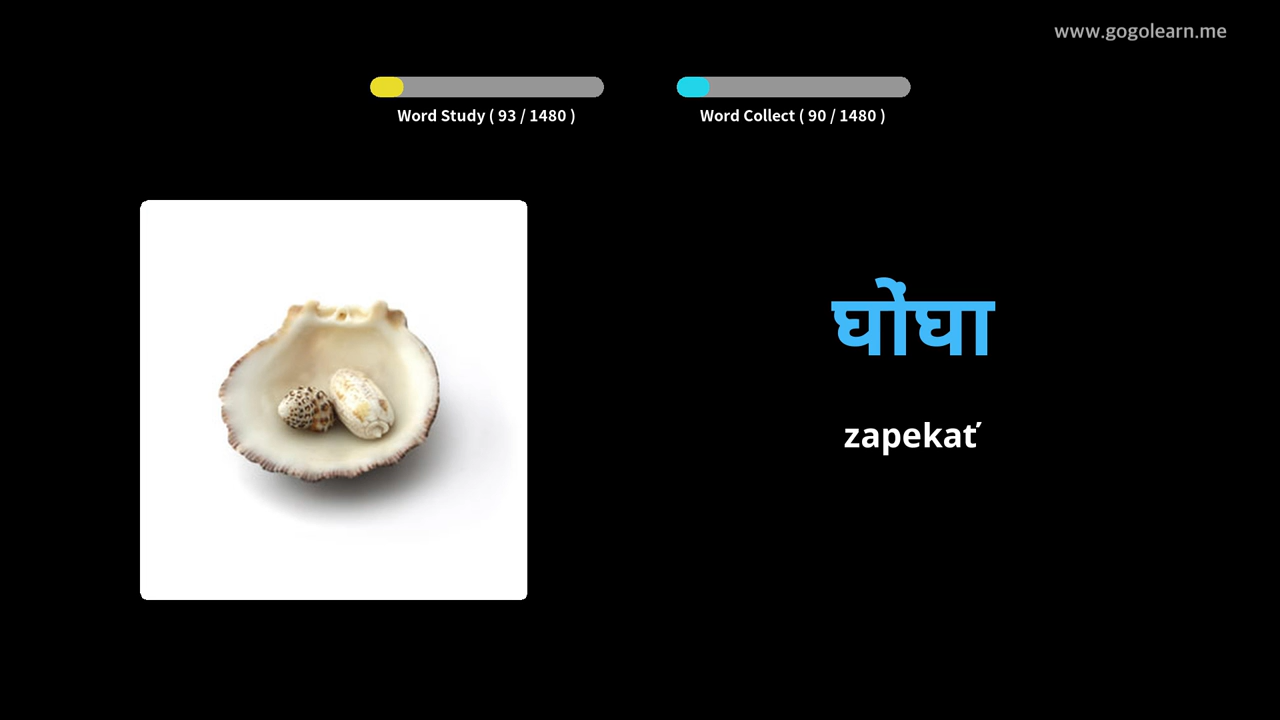 www.gogolearn.me
Word Study ( 93 / 1480 )
Word Collect ( 90 / 1480 )
घोंघा
zapekať